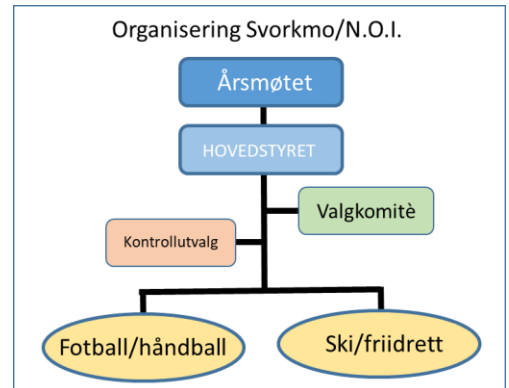 Organisering Svorkmo/N.O.I.
Årsmøtet
HOVEDSTYRET
Valgkomitè
Kontrollutvalg
Fotball/håndball
Ski/friidrett